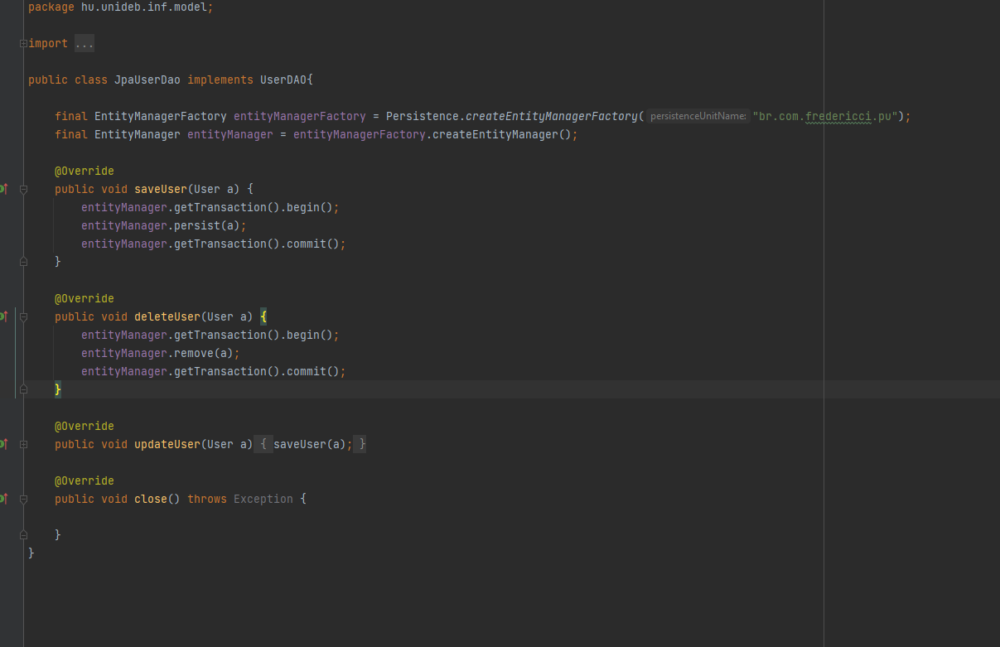 package hu.unideb.inf.model;
import ...
public class JpaUserDao implements UserDAO{
final EntityManagerFactory entityManagerFactory = Persistence.createEntityManagerFactory( persistenceUnitName: "br.com.fredericci.pu");
final EntityManager entityManager = entityManagerFactory.createEntityManager();
@Override
public void saveUser(User a) {
entityManager.getTransaction().begin();
entityManager.persist(a);
entityManager.getTransaction().commit();
}
@Override
public void deleteUser(User a) {
entityManager.getTransaction().begin();
entityManager.remove(a);
entityManager.getTransaction().commit();
}
@Override
public void updateUser(User a) { saveUser(a); }
@Override
public void close() throws Exception {
}
}